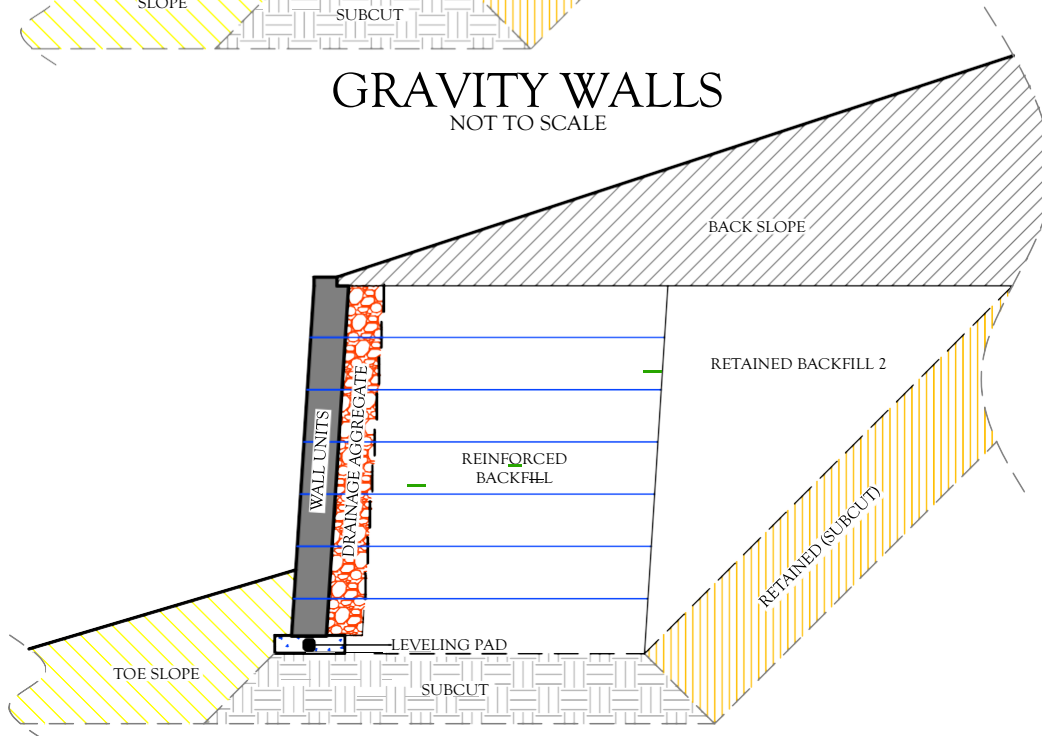 SLOPE
SUBCUT
GRAVITY WALLS
NOT TO SCALE
BACK SLOPE
RETAINED BACKFILL 2
WALL UNITS
DRAINAGE AGGREGATE
REINFORCED
BACKFILL
RETAINED (SUBCUT)
LEVELING PAD
TOE SLOPE
SUBCUT